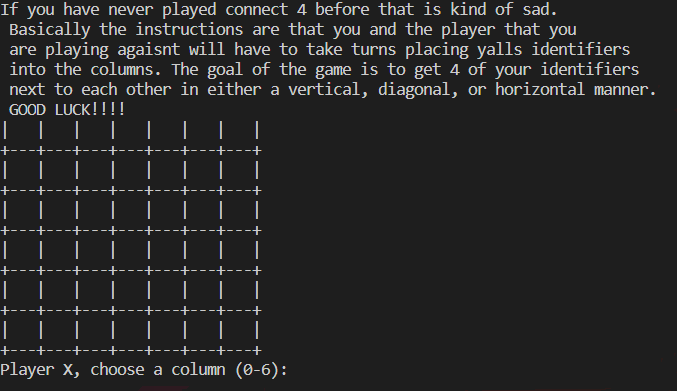 If you have never played connect 4 before that is kind of sad.
Basically the instructions are that you and the player that you
are playing agaisnt will have to take turns placing yalls identifiers
into the columns. The goal of the game is to get 4 of your identifiers
next to each other in either a vertical, diagonal, or horizontal manner.
GOOD LUCK!!!!
|   |   |   |   |   |   |   |
+---+---+---+---+---+---+---+
|   |   |   |   |   |   |   |
+---+---+---+---+---+---+---+
|   |   |   |   |   |   |   |
+---+---+---+---+---+---+---+
|   |   |   |   |   |   |   |
+---+---+---+---+---+---+---+
|   |   |   |   |   |   |   |
+---+---+---+---+---+---+---+
|   |   |   |   |   |   |   |
+---+---+---+---+---+---+---+
Player X, choose a column (0-6):